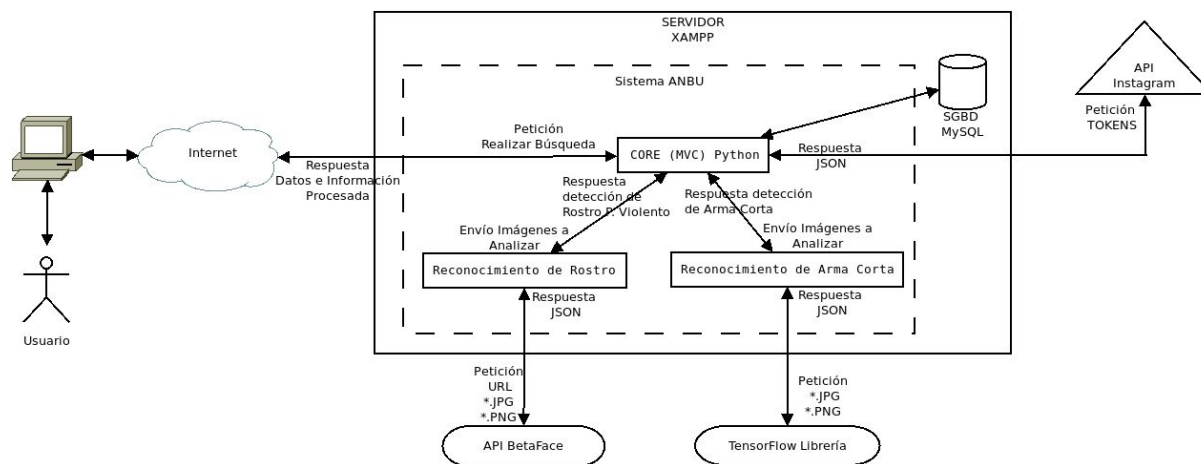 SERVIDOR
XAMPP
Sistema ANBU
API
Instagram
SGBD
MySQL
Petición
TOKENS
Internet
Petición
Realizar Búsqueda
CORE (MVC) Python
Respuesta
JSON
Respuesta
Datos e Información
Procesada
Respuesta
detección de
Rostro P. Violento
Respuesta detección
de Arma Corta
Envío Imágenes a
Analizar
Envío Imágenes a
Analizar
Reconocimiento de Rostro
Reconocimiento de Arma Corta
Respuesta
JSON
Respuesta
JSON
Usuario
Petición
URL
*.JPG
*.PNG
Petición
*.JPG
*.PNG
API BetaFace
TensorFlow Librería